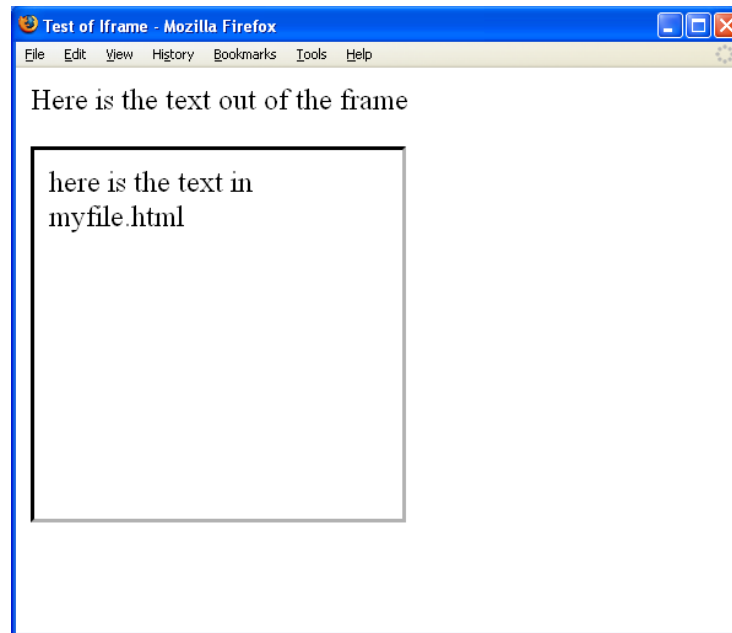 Test of Iframe - Mozilla Firefox
File Edit View History Bookmarks Tools Help
Here is the text out of the frame
here is the text in
myfile.html